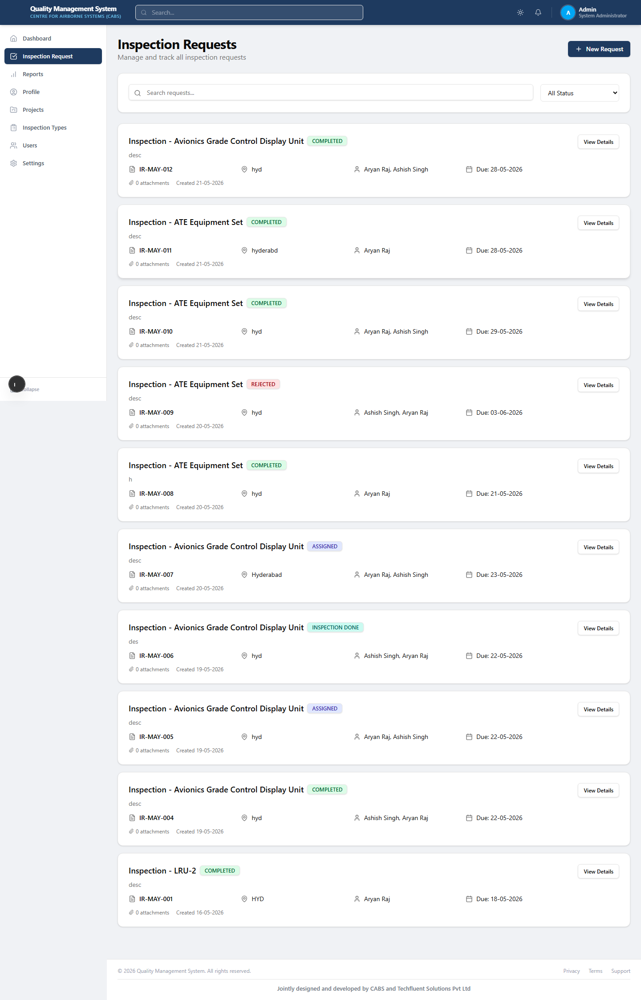 Quality Management System
CENTRE FOR AIRBORNE SYSTEMS (CABS)
Search...
A
Admin
System Administrator
Dashboard
Inspection Request
Reports
Profile
Projects
Inspection Types
Users
Settings
ollapse
Inspection Requests
Manage and track all inspection requests
New Request
Search requests...
All Status
Inspection - Avionics Grade Control Display Unit COMPLETED
View Details
desc
IR-MAY-012 hyd Aryan Raj, Ashish Singh Due: 28-05-2026
0 attachments Created 21-05-2026
Inspection - ATE Equipment Set COMPLETED
View Details
desc
IR-MAY-011 hyderabd Aryan Raj Due: 28-05-2026
0 attachments Created 21-05-2026
Inspection - ATE Equipment Set COMPLETED
View Details
desc
IR-MAY-010 hyd Aryan Raj, Ashish Singh Due: 29-05-2026
0 attachments Created 21-05-2026
Inspection - ATE Equipment Set REJECTED
View Details
desc
IR-MAY-009 hyd Ashish Singh, Aryan Raj Due: 03-06-2026
0 attachments Created 20-05-2026
Inspection - ATE Equipment Set COMPLETED
View Details
h
IR-MAY-008 hyd Aryan Raj Due: 21-05-2026
0 attachments Created 20-05-2026
Inspection - Avionics Grade Control Display Unit ASSIGNED
View Details
desc
IR-MAY-007 Hyderabad Aryan Raj, Ashish Singh Due: 23-05-2026
0 attachments Created 20-05-2026
Inspection - Avionics Grade Control Display Unit INSPECTION DONE
View Details
des
IR-MAY-006 hyd Ashish Singh, Aryan Raj Due: 22-05-2026
0 attachments Created 19-05-2026
Inspection - Avionics Grade Control Display Unit ASSIGNED
View Details
desc
IR-MAY-005 hyd Aryan Raj, Ashish Singh Due: 22-05-2026
0 attachments Created 19-05-2026
Inspection - Avionics Grade Control Display Unit COMPLETED
View Details
desc
IR-MAY-004 hyd Ashish Singh, Aryan Raj Due: 22-05-2026
0 attachments Created 19-05-2026
Inspection - LRU-2 COMPLETED
View Details
desc
IR-MAY-001 HYD Aryan Raj Due: 18-05-2026
0 attachments Created 16-05-2026
© 2026 Quality Management System. All rights reserved.
Privacy Terms Support
Jointly designed and developed by CABS and Techfluent Solutions Pvt Ltd